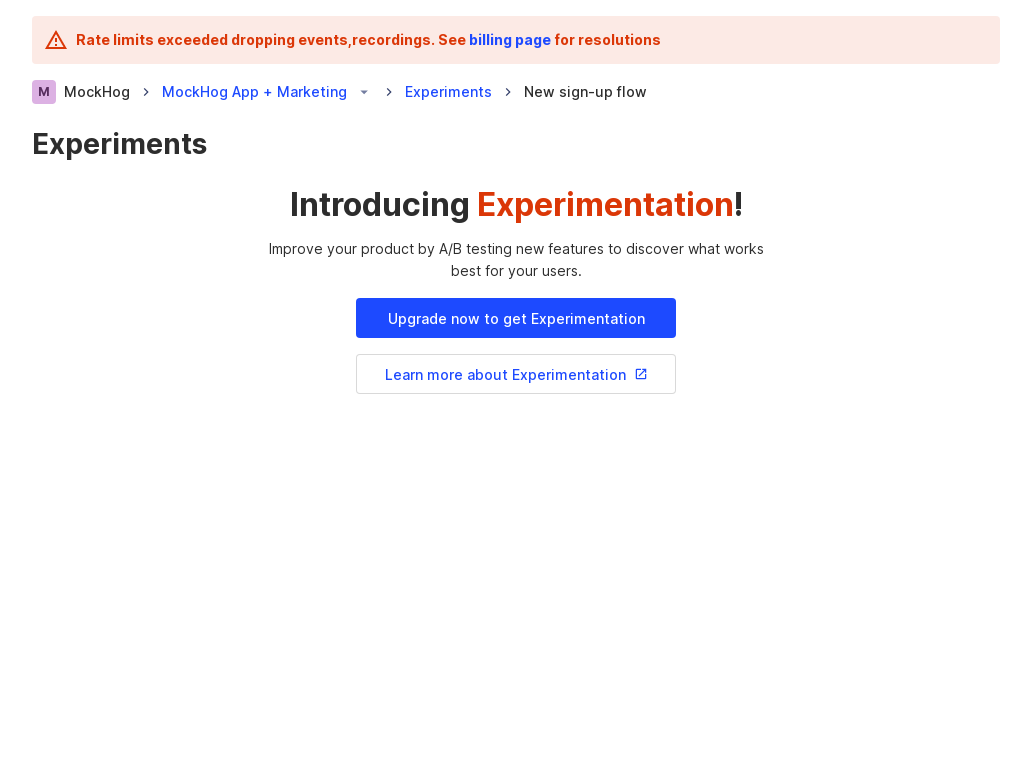 Rate limits exceeded dropping events,recordings. See billing page for resolutions
M MockHog MockHog App + Marketing Experiments New sign-up flow
Experiments
Introducing Experimentation!
Improve your product by A/B testing new features to discover what works
best for your users.
Upgrade now to get Experimentation
Learn more about Experimentation